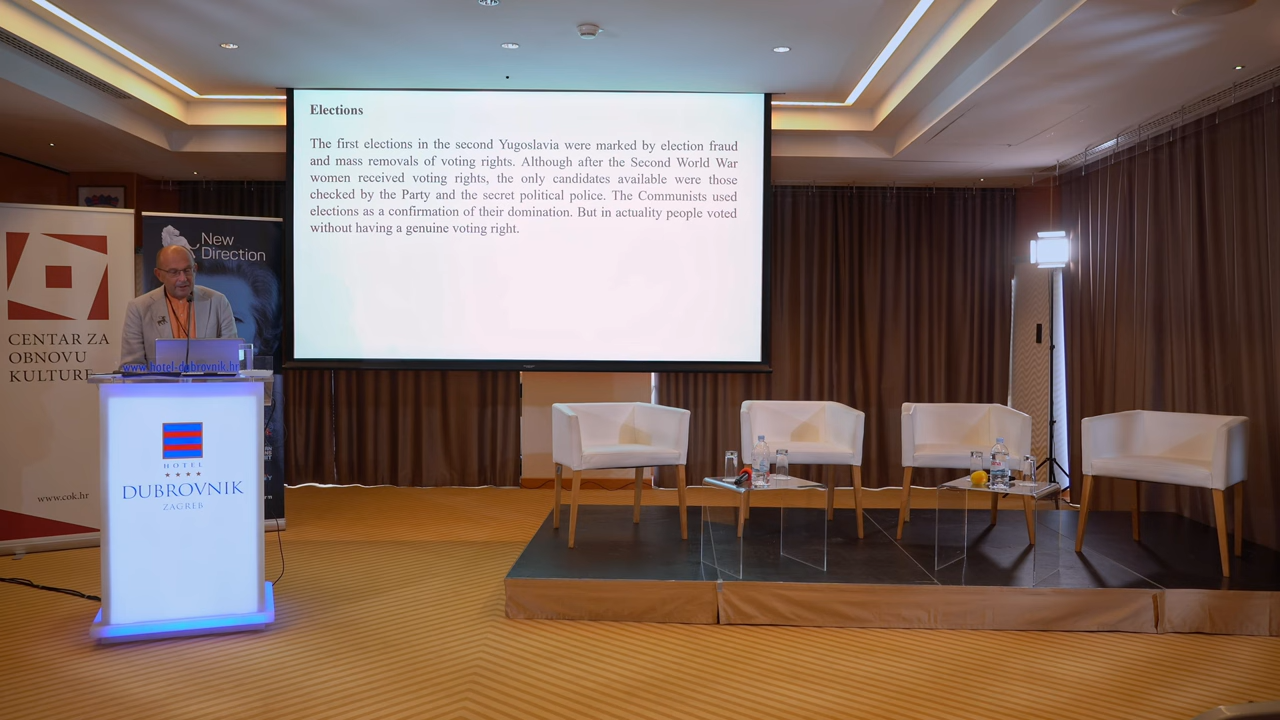 Elections
The first elections in the second Yugoslavia were marked by election fraud
and mass removals of voting rights. Although after the Second World War
women received voting rights, the only candidates available were those
checked by the Party and the secret political police. The Communists used
elections as a confirmation of their domination. But in actuality people voted
without having a genuine voting right.
New
Direction
CENTAR ZA
OBNOVU
KULTURE
www.cok.hr
www.hotel-dubrovnik.hr
HOTEL
DUBROVNIK
ZAGREB